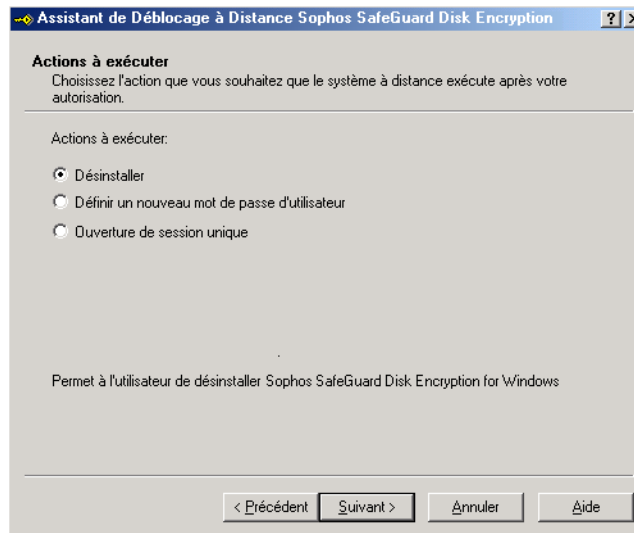 Assistant de Déblocage à Distance Sophos SafeGuard Disk Encryption
Actions à exécuter
Choisissez l'action que vous souhaitez que le système à distance exécute après votre
autorisation.
Actions à exécuter:
Désinstaller
Définir un nouveau mot de passe d'utilisateur
Ouverture de session unique
Permet à l'utilisateur de désinstaller Sophos SafeGuard Disk Encryption for Windows
< Précédent Suivant > Annuler Aide